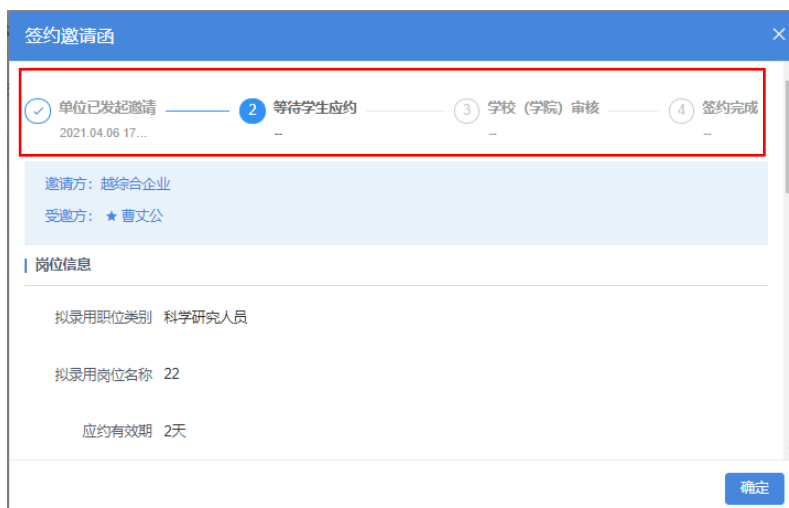 签约邀请函
单位已发起邀请 2 等待学生应约 3 学校（学院）审核 4 签约完成
2021.04.06 17... -- -- --
邀请方：越综合企业
受邀方：★曹丈公
岗位信息
拟录用职位类别 科学研究人员
拟录用岗位名称 22
应约有效期 2天
确定